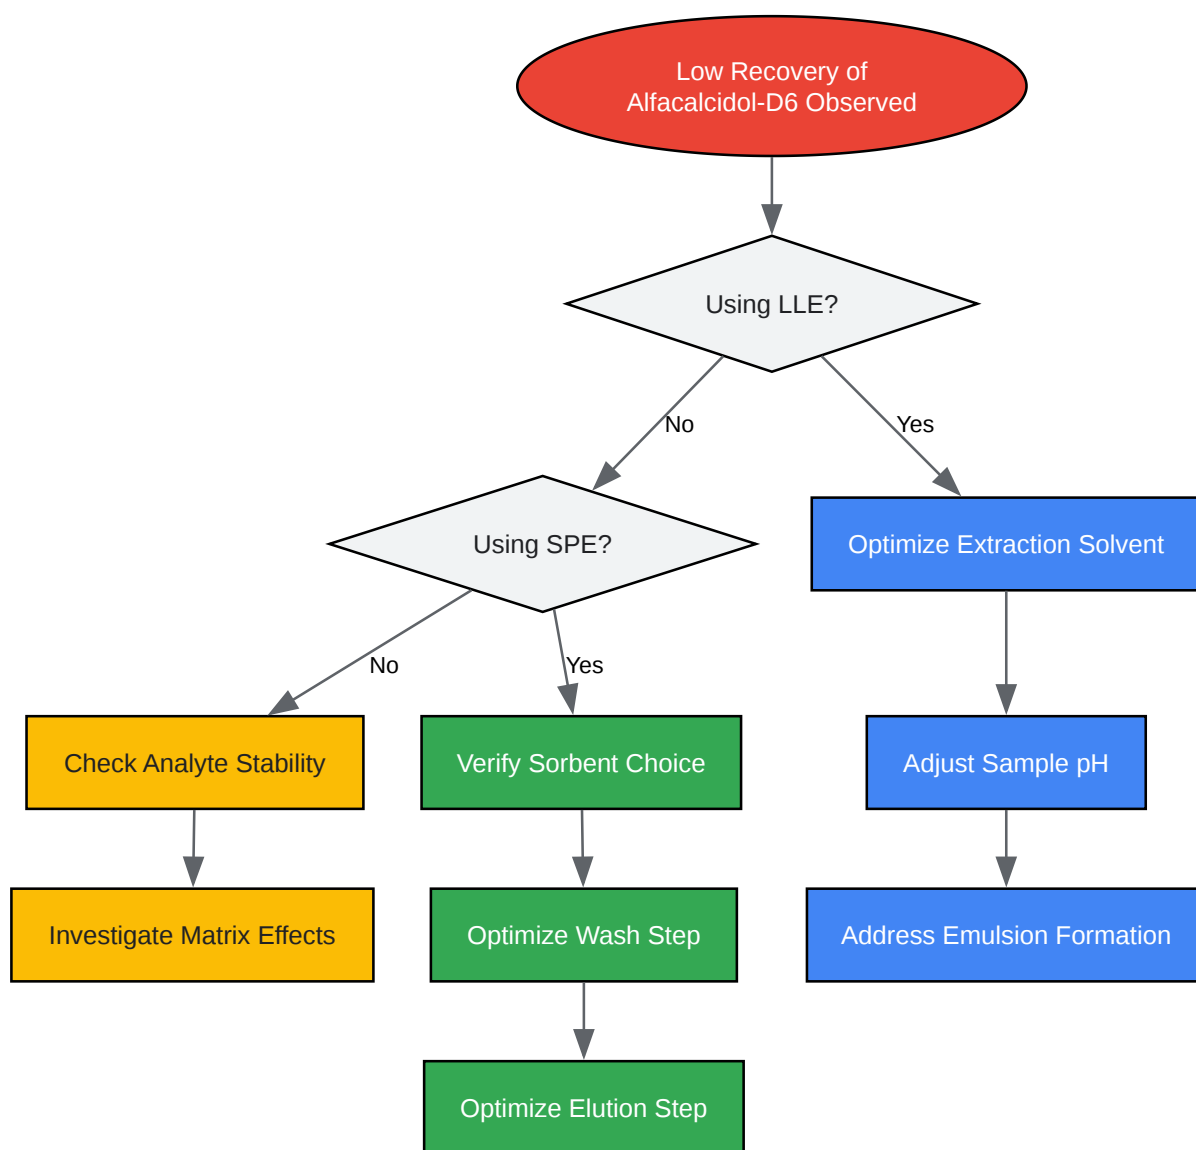 Low Recovery of
Alfacalcidol-D6 Observed
Using LLE?
No
Yes
Using SPE?
Optimize Extraction Solvent
No
Yes
Check Analyte Stability
Verify Sorbent Choice
Adjust Sample pH
Investigate Matrix Effects
Optimize Wash Step
Address Emulsion Formation
Optimize Elution Step